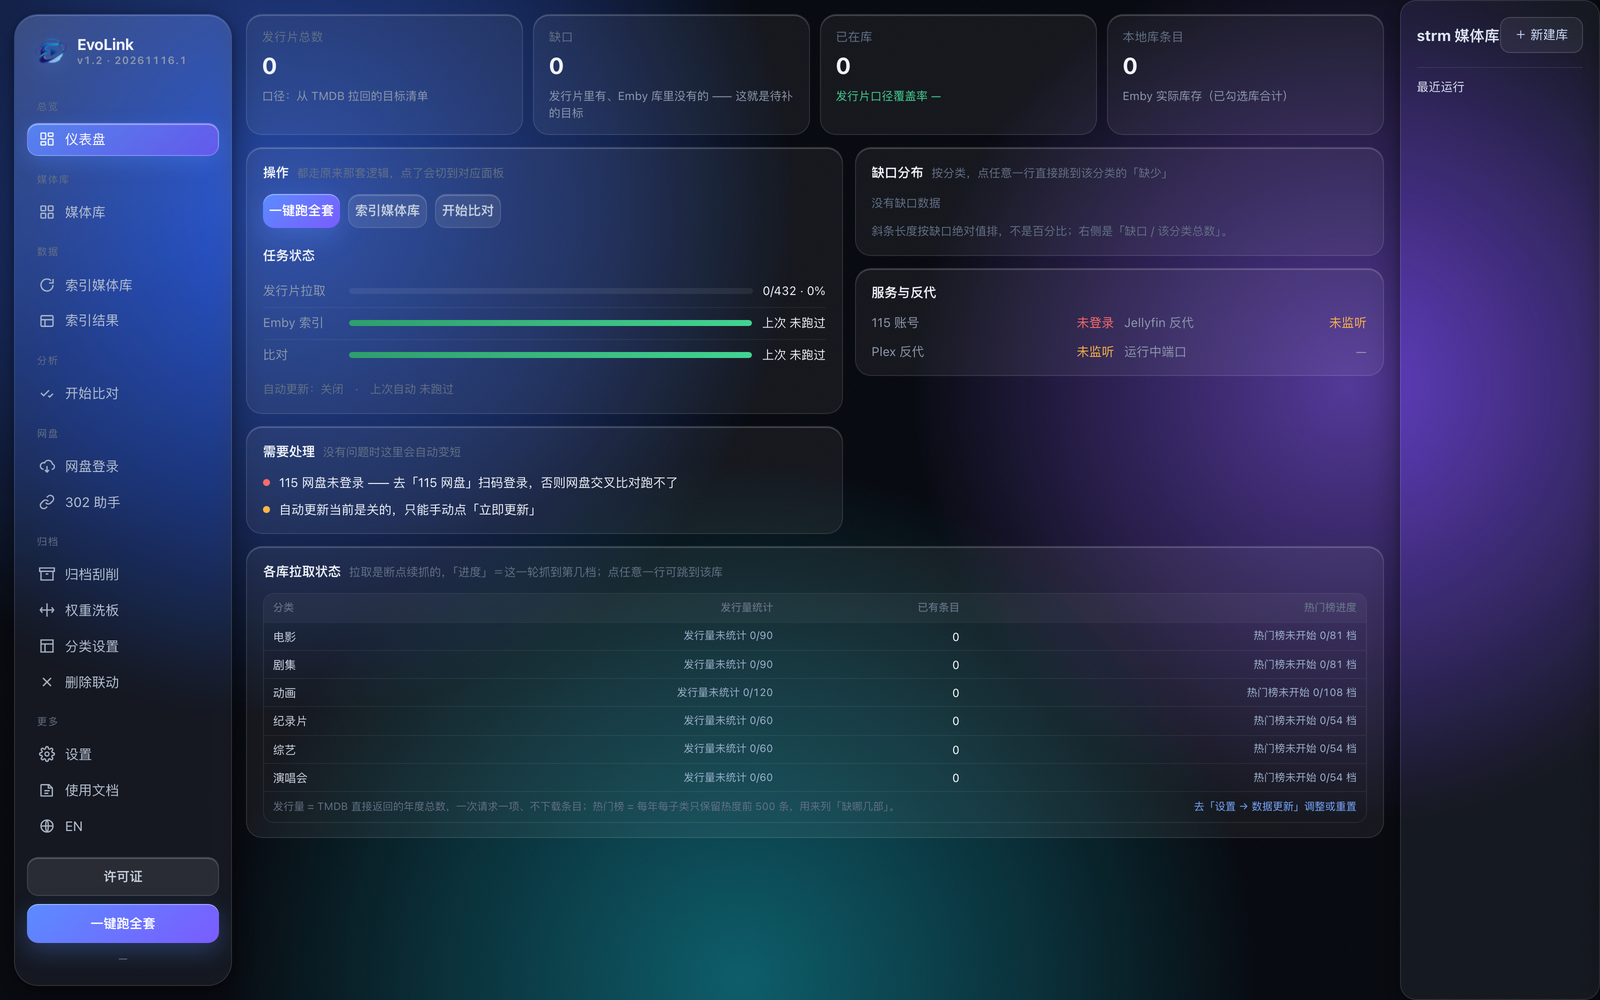 EvoLink
v1.2 · 20261116.1
总览
仪表盘
媒体库
媒体库
数据
索引媒体库
索引结果
分析
开始比对
网盘
网盘登录
302 助手
归档
归档刮削
权重洗板
分类设置
删除联动
更多
设置
使用文档
EN
许可证
一键跑全套
—
发行片总数
0
口径：从 TMDB 拉回的目标清单
缺口
0
发行片里有、Emby 库里没有的 —— 这就是待补
的目标
已在库
0
发行片口径覆盖率 —
本地库条目
0
Emby 实际库存（已勾选库合计）
操作 都走原来那套逻辑，点了会切到对应面板
一键跑全套 索引媒体库 开始比对
任务状态
发行片拉取 0/432 · 0%
Emby 索引 上次 未跑过
比对 上次 未跑过
自动更新：关闭 · 上次自动 未跑过
缺口分布 按分类，点任意一行直接跳到该分类的「缺少」
没有缺口数据
斜条长度按缺口绝对值排，不是百分比；右侧是「缺口 / 该分类总数」。
服务与反代
115 账号 未登录 Jellyfin 反代 未监听
Plex 反代 未监听 运行中端口 —
需要处理 没有问题时这里会自动变短
115 网盘未登录 —— 去「115 网盘」扫码登录，否则网盘交叉比对跑不了
自动更新当前是关的，只能手动点「立即更新」
各库拉取状态 拉取是断点续抓的，「进度」＝这一轮抓到第几档；点任意一行可跳到该库
分类 发行量统计 已有条目 热门榜进度
电影 发行量未统计 0/90 0 热门榜未开始 0/81 档
剧集 发行量未统计 0/90 0 热门榜未开始 0/81 档
动画 发行量未统计 0/120 0 热门榜未开始 0/108 档
纪录片 发行量未统计 0/60 0 热门榜未开始 0/54 档
综艺 发行量未统计 0/60 0 热门榜未开始 0/54 档
演唱会 发行量未统计 0/60 0 热门榜未开始 0/54 档
发行量 = TMDB 直接返回的年度总数，一次请求一项、不下载条目；热门榜 = 每年每子类只保留热度前 500 条，用来列「缺哪几部」。 去「设置 → 数据更新」调整或重置
strm 媒体库 + 新建库
最近运行